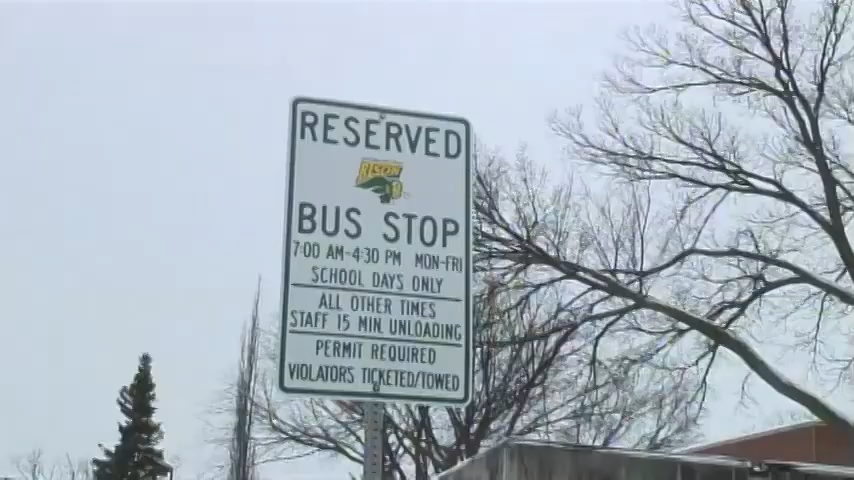 RESERVED
BISON
BUS STOP
7:00 AM-4:30 PM MON-FRI
SCHOOL DAYS ONLY
ALL OTHER TIMES
STAFF 15 MIN. UNLOADING
PERMIT REQUIRED
VIOLATORS TICKETED/TOWED